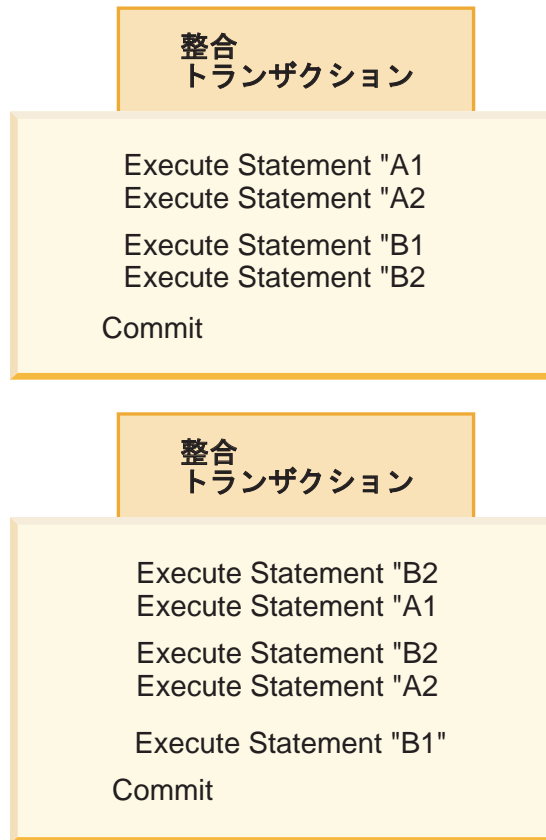 整合
トランザクション
Execute Statement "A1
Execute Statement "A2
Execute Statement "B1
Execute Statement "B2
Commit
整合
トランザクション
Execute Statement "B2
Execute Statement "A1
Execute Statement "B2
Execute Statement "A2
Execute Statement "B1"
Commit